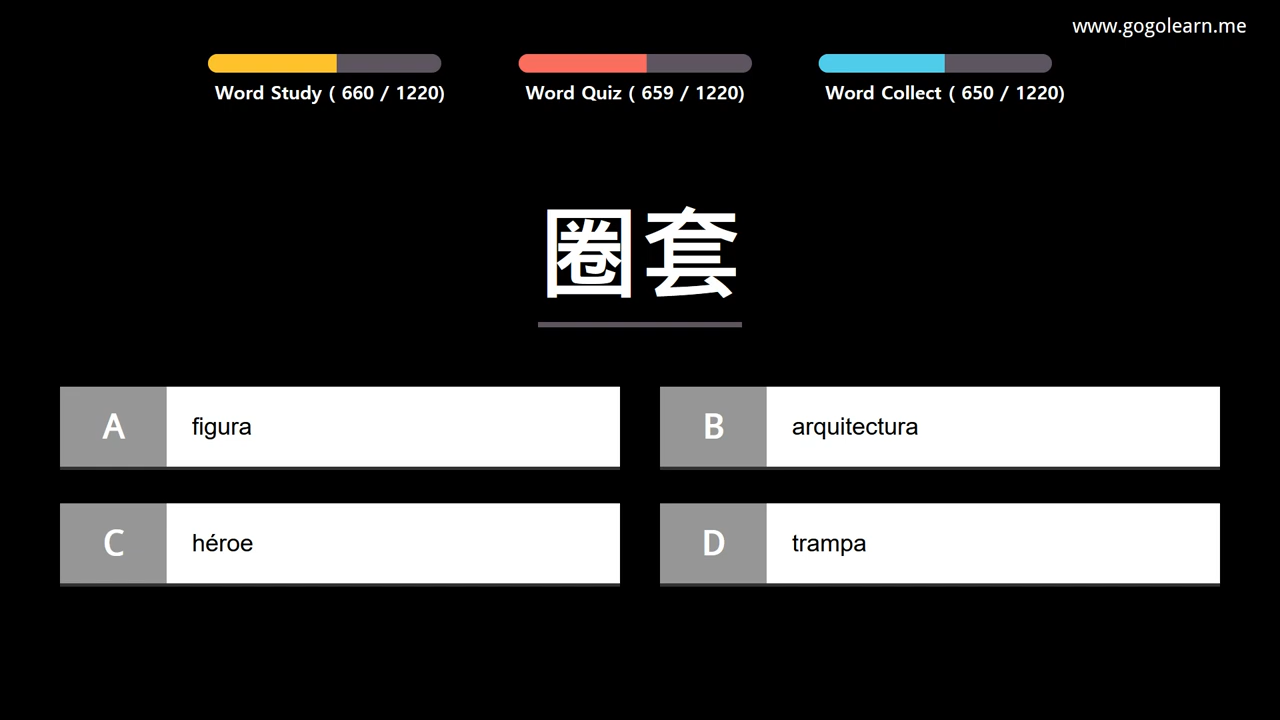 www.gogolearn.me
Word Study ( 660 / 1220)
Word Quiz ( 659 / 1220)
Word Collect ( 650 / 1220)
圈套
A figura
B arquitectura
C héroe
D trampa